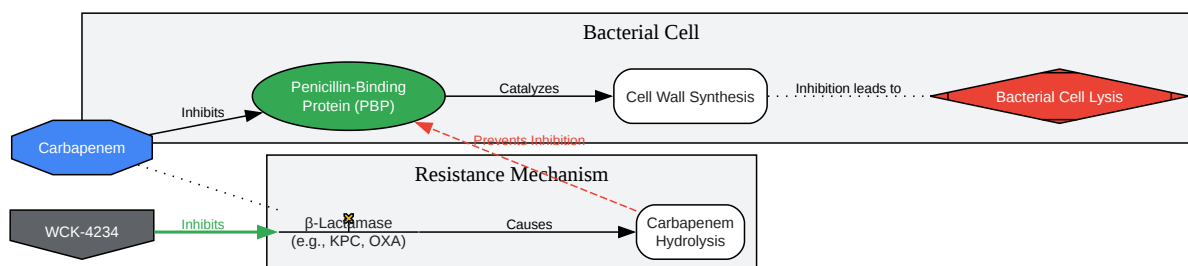 Bacterial Cell
Penicillin-Binding
Protein (PBP)
Catalyzes
Cell Wall Synthesis
Inhibition leads to
Bacterial Cell Lysis
Inhibits
Carbapenem
Prevents Inhibition
Resistance Mechanism
WCK-4234
Inhibits
β-Lactamase
(e.g., KPC, OXA)
Causes
Carbapenem
Hydrolysis